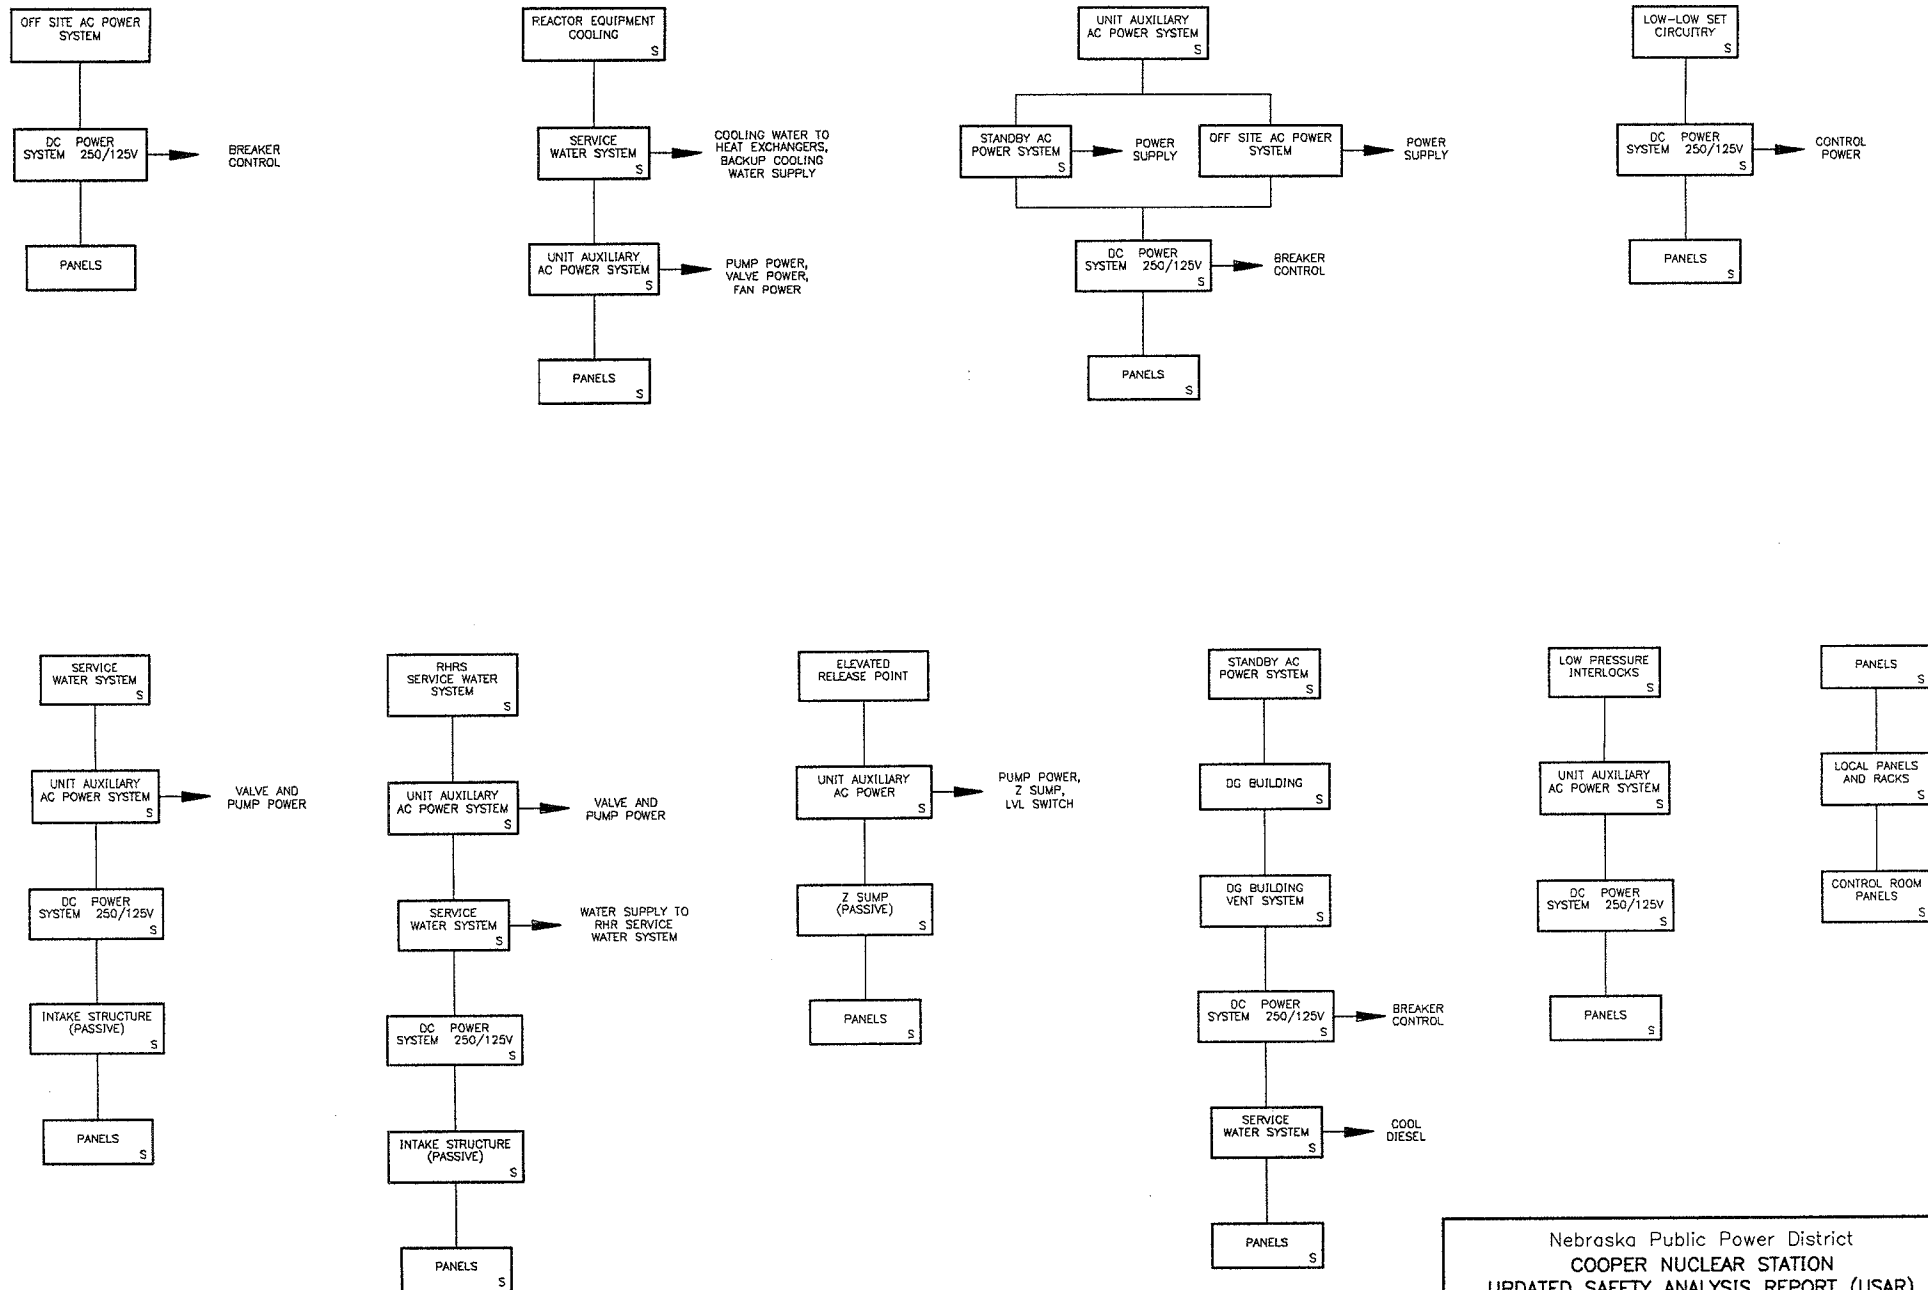 OFF SITE AC POWER
SYSTEM
DC POWER
SYSTEM 250/125V
BREAKER
CONTROL
PANELS
REACTOR EQUIPMENT
COOLING
S
SERVICE
WATER SYSTEM
S
COOLING WATER TO
HEAT EXCHANGERS,
BACKUP COOLING
WATER SUPPLY
UNIT AUXILIARY
AC POWER SYSTEM
S
PUMP POWER,
VALVE POWER,
FAN POWER
PANELS
S
UNIT AUXILIARY
AC POWER SYSTEM
S
STANDBY AC
POWER SYSTEM
S
POWER
SUPPLY
OFF SITE AC POWER
SYSTEM
POWER
SUPPLY
DC POWER
SYSTEM 250/125V
S
BREAKER
CONTROL
PANELS
S
LOW-LOW SET
CIRCUITRY
S
DC POWER
SYSTEM 250/125V
S
CONTROL
POWER
PANELS
S
SERVICE
WATER SYSTEM
S
UNIT AUXILIARY
AC POWER SYSTEM
S
VALVE AND
PUMP POWER
DC POWER
SYSTEM 250/125V
S
INTAKE STRUCTURE
(PASSIVE)
S
PANELS
S
RHRS
SERVICE WATER
SYSTEM
S
UNIT AUXILIARY
AC POWER SYSTEM
S
VALVE AND
PUMP POWER
SERVICE
WATER SYSTEM
S
WATER SUPPLY TO
RHR SERVICE
WATER SYSTEM
DC POWER
SYSTEM 250/125V
S
INTAKE STRUCTURE
(PASSIVE)
S
PANELS
S
ELEVATED
RELEASE POINT
UNIT AUXILIARY
AC POWER
S
PUMP POWER,
Z SUMP,
LVL SWITCH
Z SUMP
(PASSIVE)
S
PANELS
S
STANDBY AC
POWER SYSTEM
S
DG BUILDING
S
DG BUILDING
VENT SYSTEM
S
DC POWER
SYSTEM 250/125V
S
BREAKER
CONTROL
SERVICE
WATER SYSTEM
S
COOL
DIESEL
PANELS
S
LOW PRESSURE
INTERLOCKS
S
UNIT AUXILIARY
AC POWER SYSTEM
S
DC POWER
SYSTEM 250/125V
S
PANELS
S
PANELS
S
LOCAL PANELS
AND RACKS
S
CONTROL ROOM
PANELS
S
Nebraska Public Power District
COOPER NUCLEAR STATION
UPDATED SAFETY ANALYSIS REPORT (USAR)